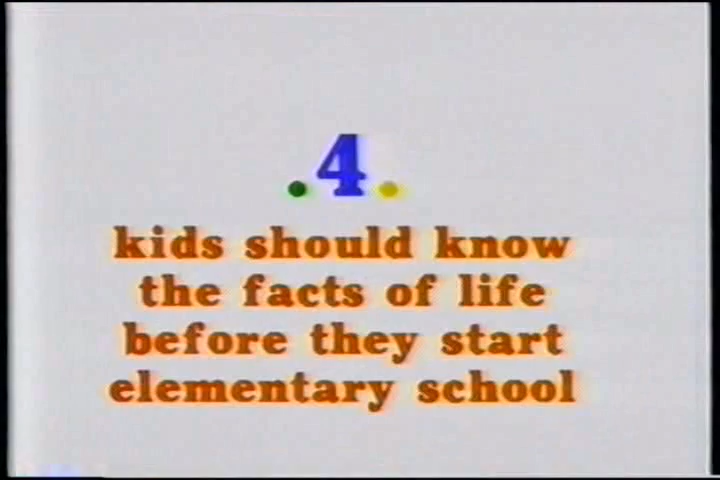 .4.
kids should know
the facts of life
before they start
elementary school